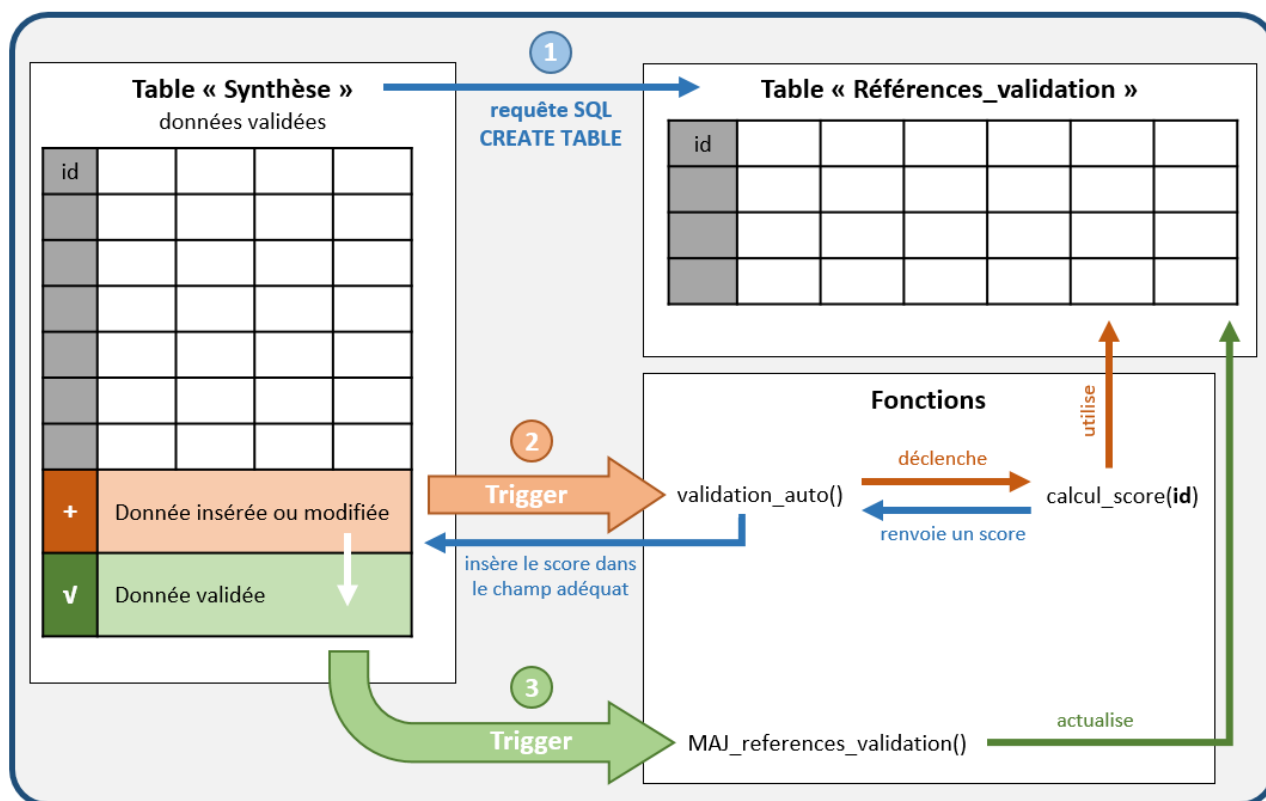 1
Table « Synthèse »
données validées
requête SQL
CREATE TABLE
Table « Références_validation »
id
id
Fonctions
utilise
2
Trigger
déclenche
validation_auto()
calcul_score(id)
renvoie un score
+
Donnée insérée ou modifiée
insère le score dans
le champ adéquat
√
Donnée validée
3
Trigger
MAJ_references_validation()
actualise